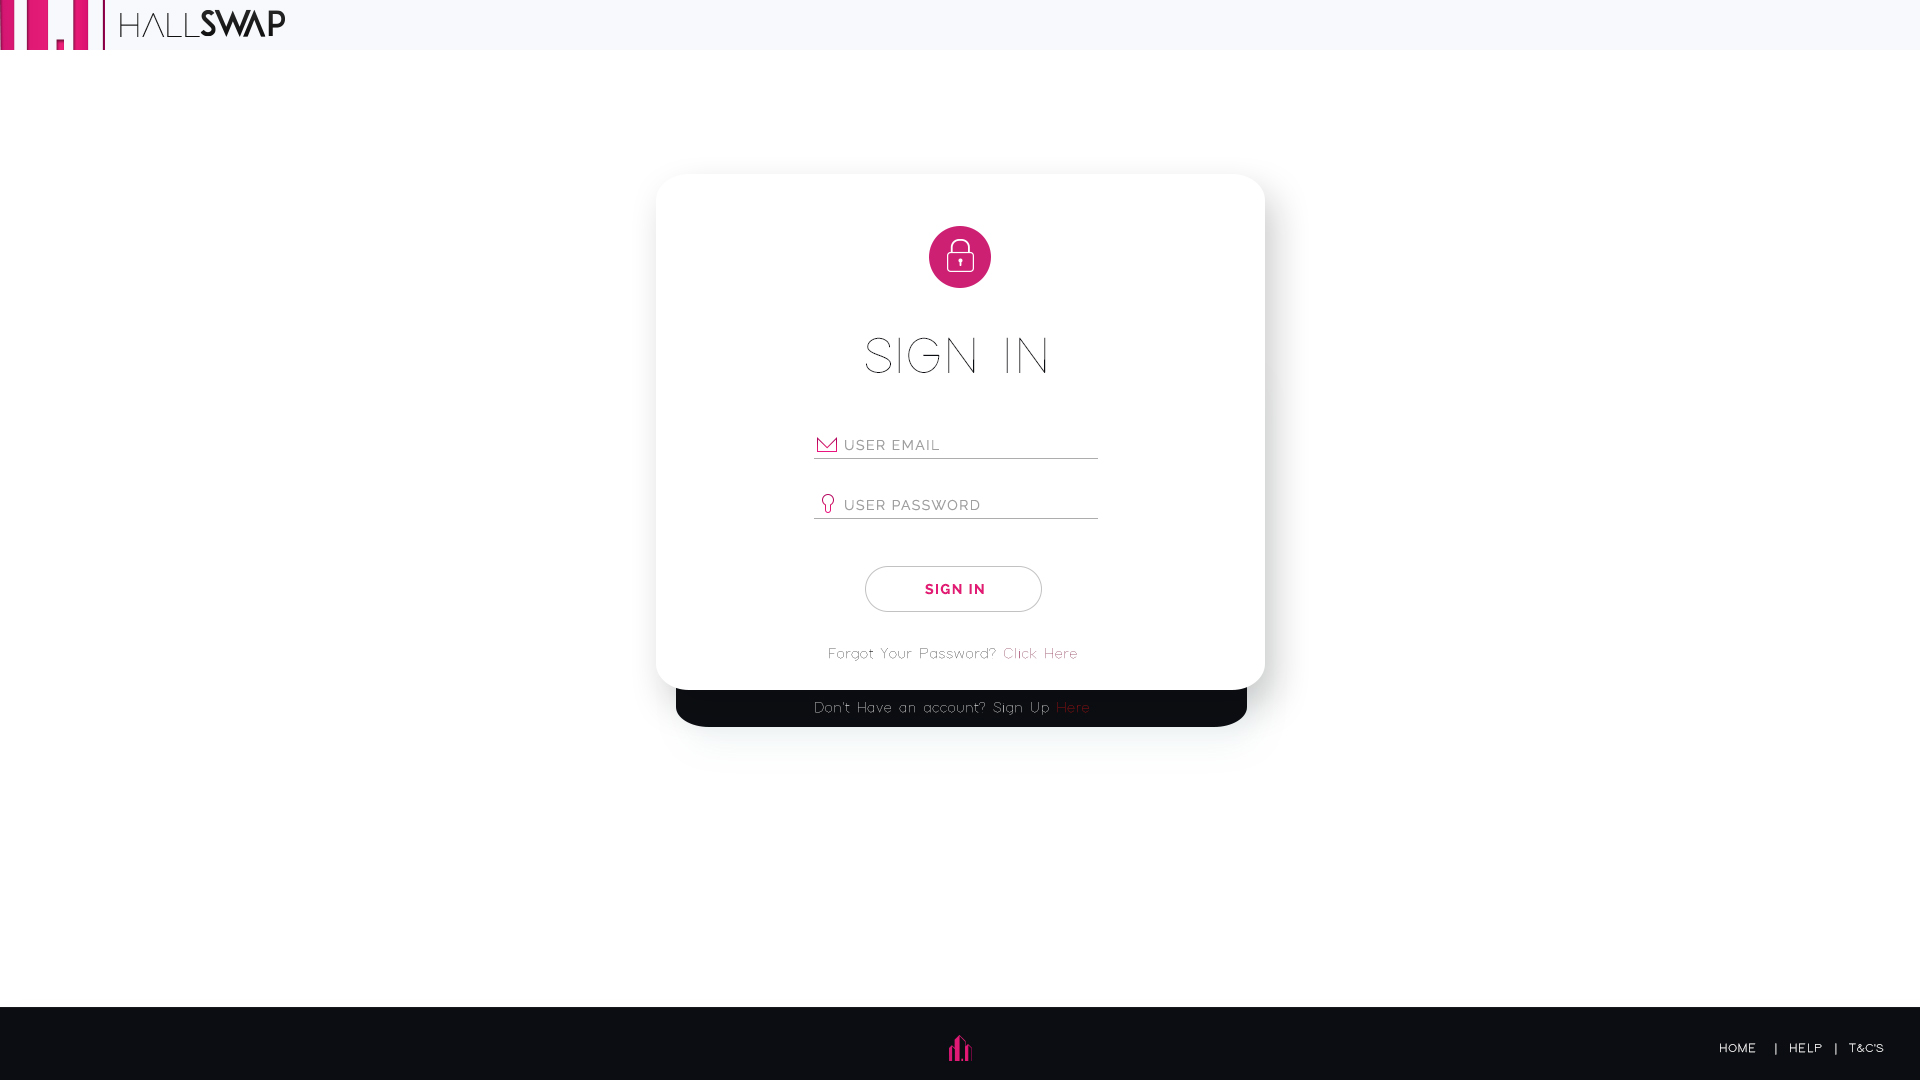 HALLSWAP
SIGN IN
USER EMAIL
USER PASSWORD
SIGN IN
Forgot Your Password? Click Here
Don't Have an account? Sign Up Here
HOME | HELP | T&C'S